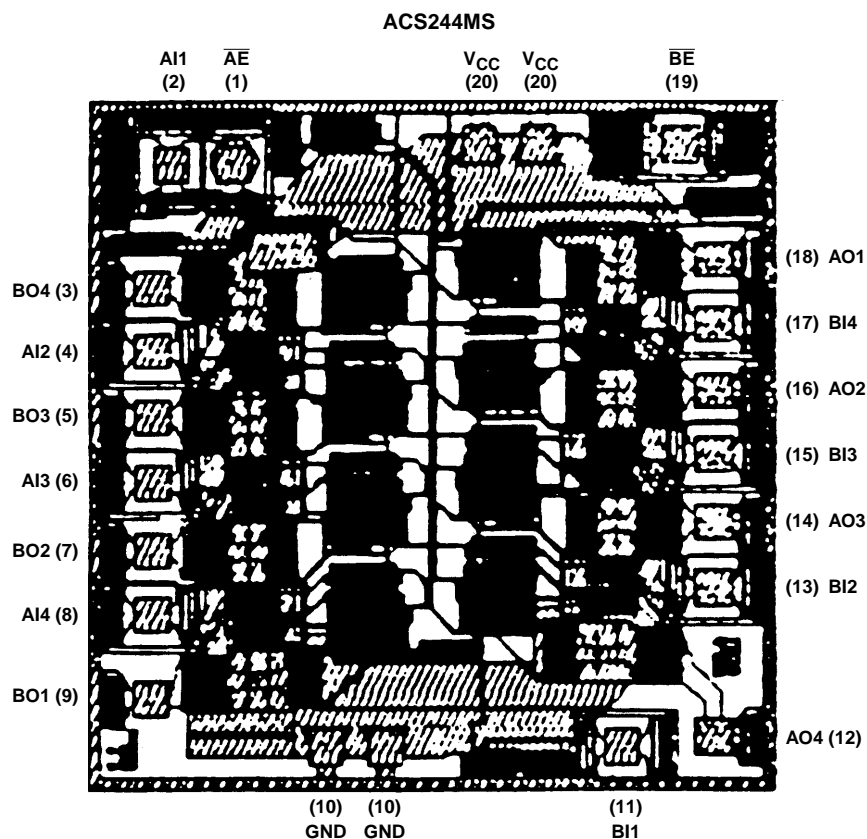 ACS244MS
AI1 AE VCC VCC BE
(2) (1) (20) (20) (19)
BO4 (3)
AI2 (4)
BO3 (5)
AI3 (6)
BO2 (7)
AI4 (8)
BO1 (9)
(18) AO1
(17) BI4
(16) AO2
(15) BI3
(14) AO3
(13) BI2
AO4 (12)
(10) (10) (11)
GND GND BI1